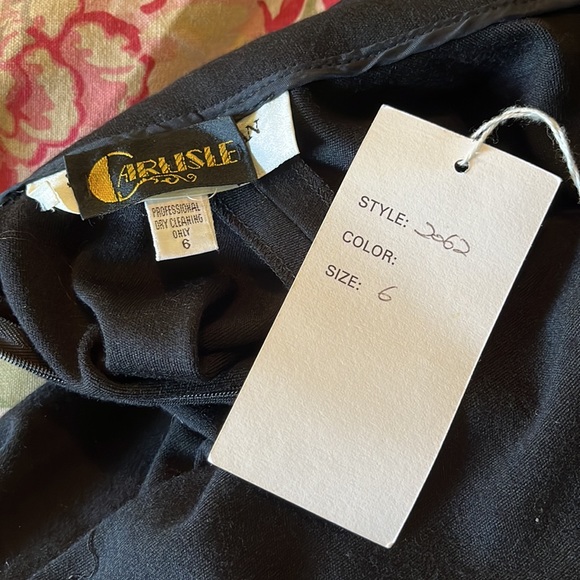 CARLISLE
PROFESSIONAL
DRY CLEANING
ONLY
6
STYLE: 2062
COLOR:
SIZE: 6